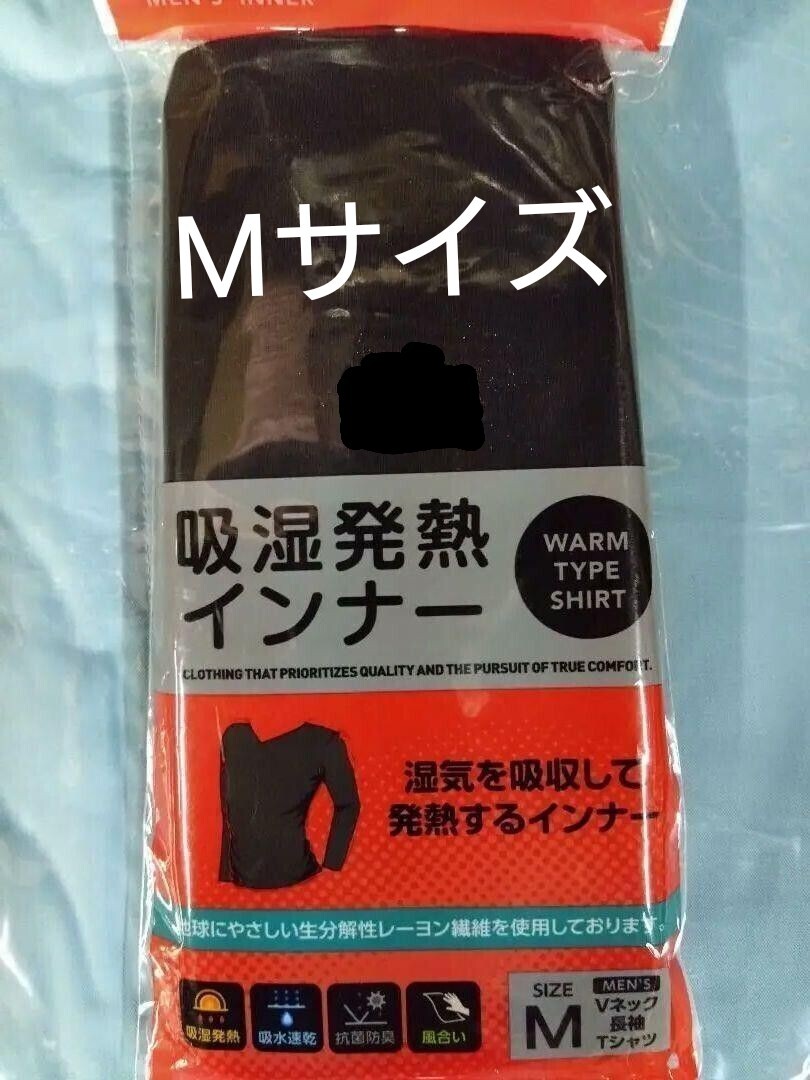 MEN'S INNER
Mサイズ
吸湿発熱
インナー
WARM
TYPE
SHIRT
CLOTHING THAT PRIORITIZES QUALITY AND THE PURSUIT OF TRUE COMFORT.
湿気を吸収して
発熱するインナー
地球にやさしい生分解性レーヨン繊維を使用しております。
吸湿発熱
吸水速乾
抗菌防臭
風合い
SIZE
M
MEN'S
Vネック
長袖
Tシャツ